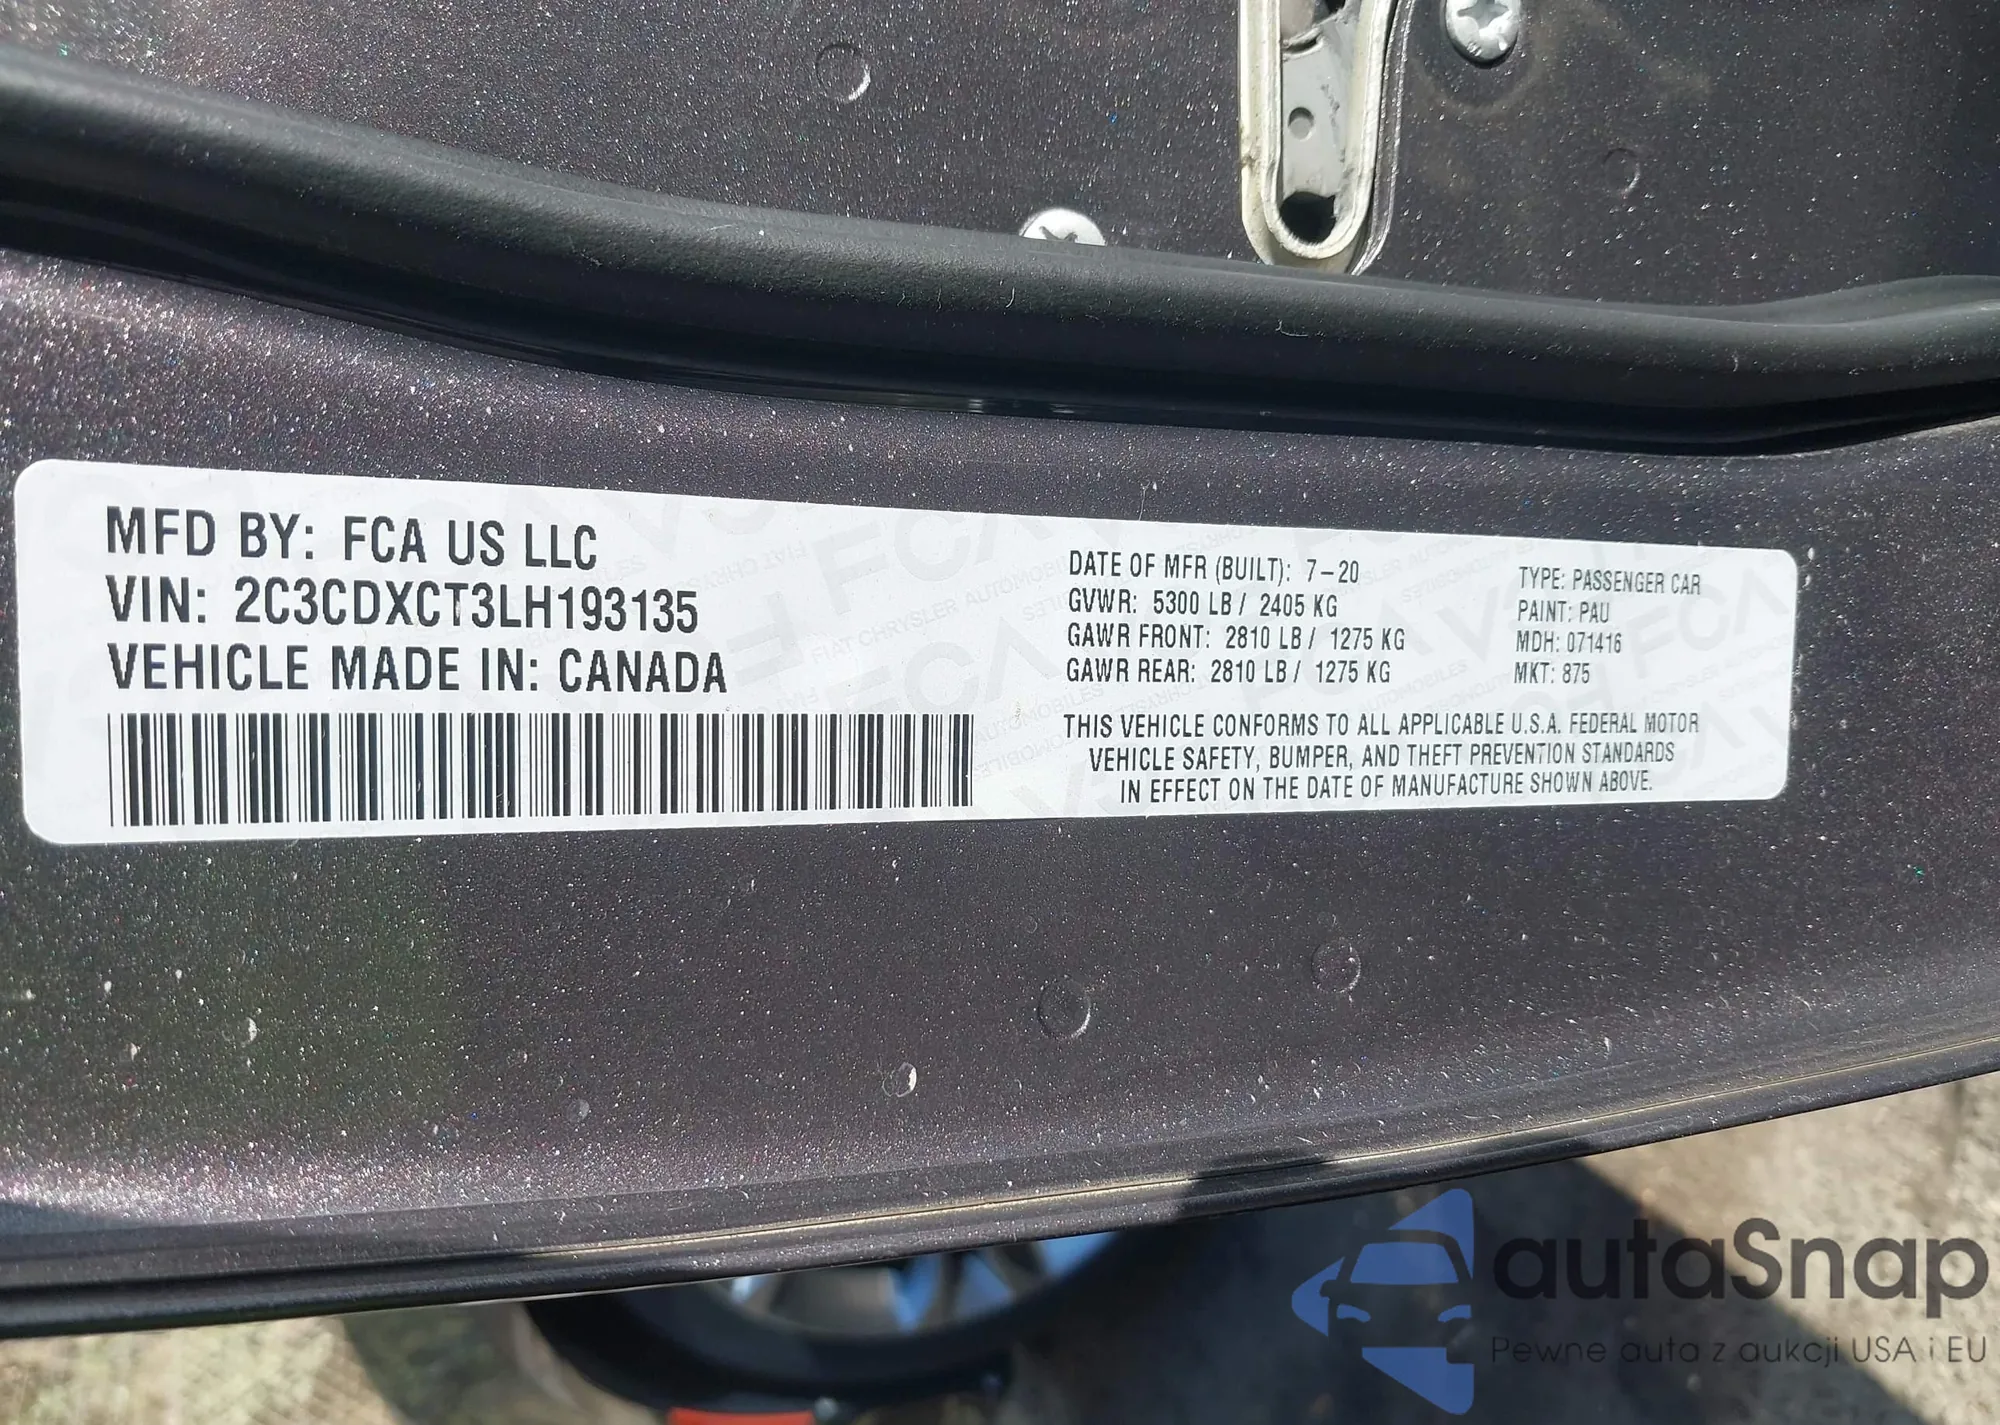 MFD BY: FCA US LLC
VIN: 2C3CDXCT3LH193135
VEHICLE MADE IN: CANADA
DATE OF MFR (BUILT): 7-20
GVWR: 5300 LB / 2405 KG
GAWR FRONT: 2810 LB / 1275 KG
GAWR REAR: 2810 LB / 1275 KG
TYPE: PASSENGER CAR
PAINT: PAU
MDH: 071416
MKT: 875
THIS VEHICLE CONFORMS TO ALL APPLICABLE U.S.A. FEDERAL MOTOR
VEHICLE SAFETY, BUMPER, AND THEFT PREVENTION STANDARDS
IN EFFECT ON THE DATE OF MANUFACTURE SHOWN ABOVE.
autaSnap
Pewne auta z aukcji USA i EU